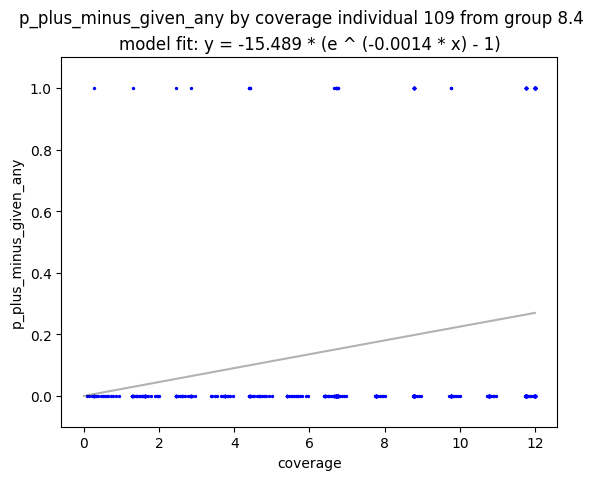 p_plus_minus_given_any by coverage individual 109 from group 8.4
model fit: y = -15.489 * (e ^ (-0.0014 * x) - 1)
1.0
0.8
0.6
0.4
0.2
0.0
p_plus_minus_given_any
0 2 4 6 8 10 12
coverage